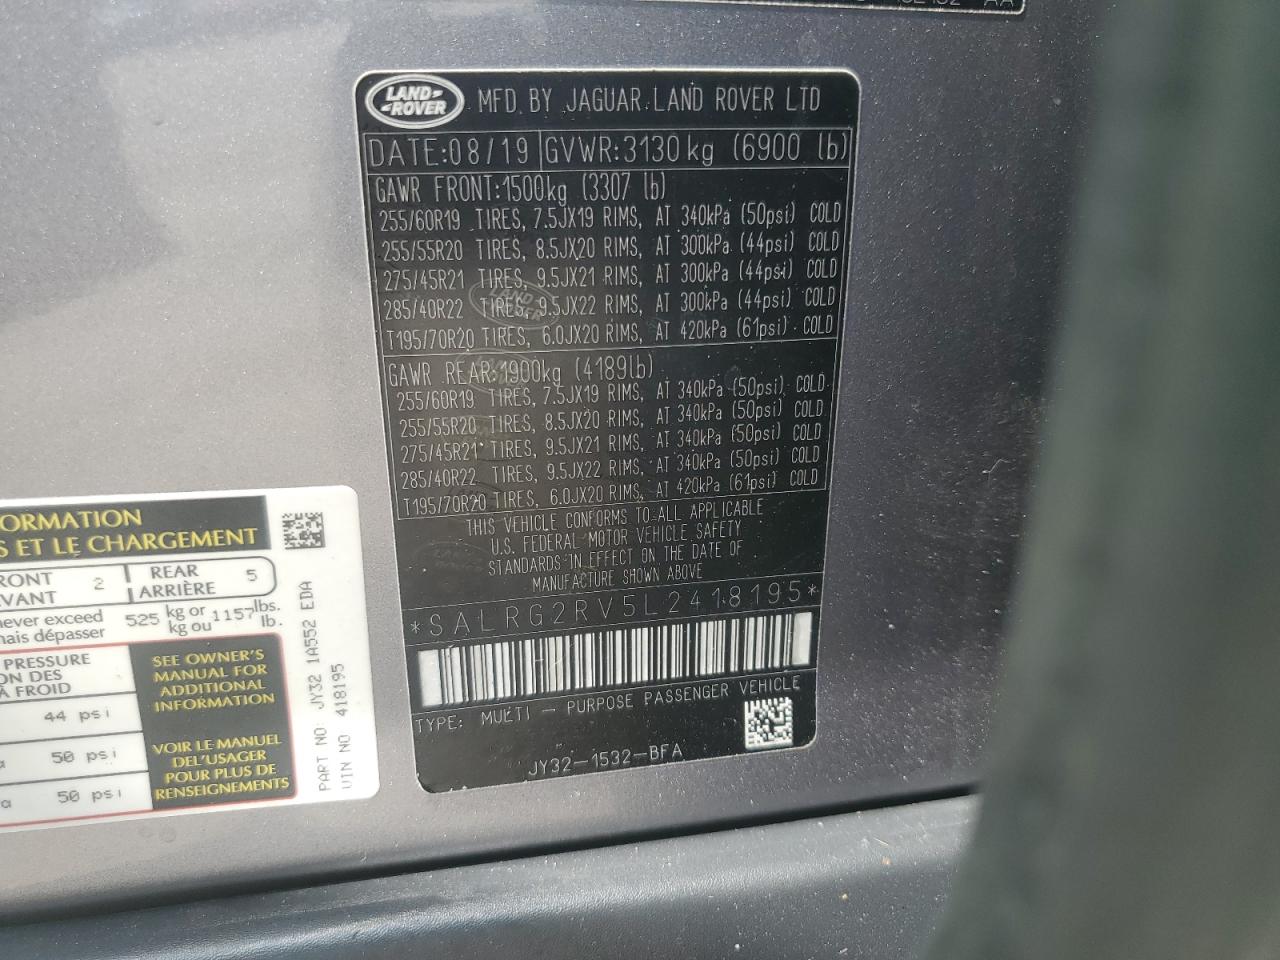 LAND ROVER MFD. BY JAGUAR LAND ROVER LTD
DATE:08/19 GVWR:3130kg (6900 lb)
GAWR FRONT:1500kg (3307 lb)
255/60R19 TIRES, 7.5JX19 RIMS, AT 340kPa (50psi) COLD
255/55R20 TIRES, 8.5JX20 RIMS, AT 300kPa (44psi) COLD
275/45R21 TIRES, 9.5JX21 RIMS, AT 300kPa (44psi) COLD
285/40R22 TIRES, 9.5JX22 RIMS, AT 300kPa (44psi) COLD
T195/70R20 TIRES, 6.0JX20 RIMS, AT 420kPa (61psi) COLD
GAWR REAR:1900kg (4189lb)
255/60R19 TIRES, 7.5JX19 RIMS, AT 340kPa (50psi) COLD
255/55R20 TIRES, 8.5JX20 RIMS, AT 340kPa (50psi) COLD
275/45R21 TIRES, 9.5JX21 RIMS, AT 340kPa (50psi) COLD
285/40R22 TIRES, 9.5JX22 RIMS, AT 340kPa (50psi) COLD
T195/70R20 TIRES, 6.0JX20 RIMS, AT 420kPa (61psi) COLD
THIS VEHICLE CONFORMS TO ALL APPLICABLE
U.S. FEDERAL MOTOR VEHICLE SAFETY
STANDARDS IN EFFECT ON THE DATE OF
MANUFACTURE SHOWN ABOVE
*SALRG2RV5L2418195*
TYPE: MULTI - PURPOSE PASSENGER VEHICLE
JY32-1532-BFA
ET LE CHARGEMENT
2 REAR 5
ARRIÈRE
never exceed 525 kg or 1157 lbs.
dépasser kg ou lb.
PRESSURE
DES
À FROID
44 psi
50 psi
50 psi
SEE OWNER'S
MANUAL FOR
ADDITIONAL
INFORMATION
VOIR LE MANUEL
DEL'USAGER
POUR PLUS DE
RENSEIGNEMENTS
PART NO: JY32 1A552 EDA
VIN NO 418195